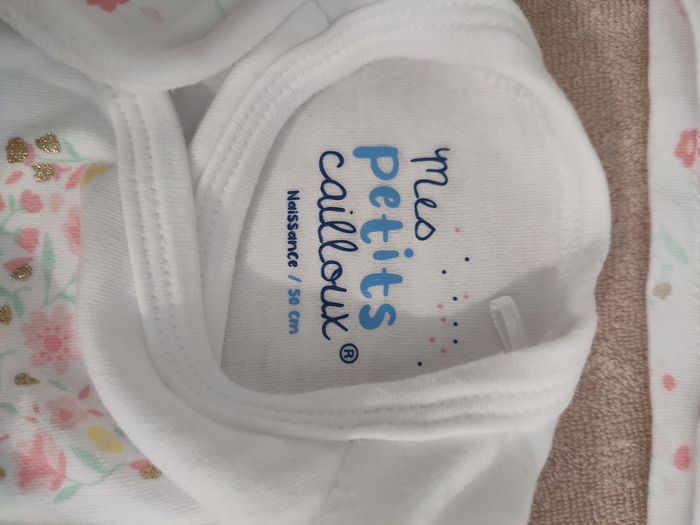 mes
petits
cailloux®
Naissance / 50 cm